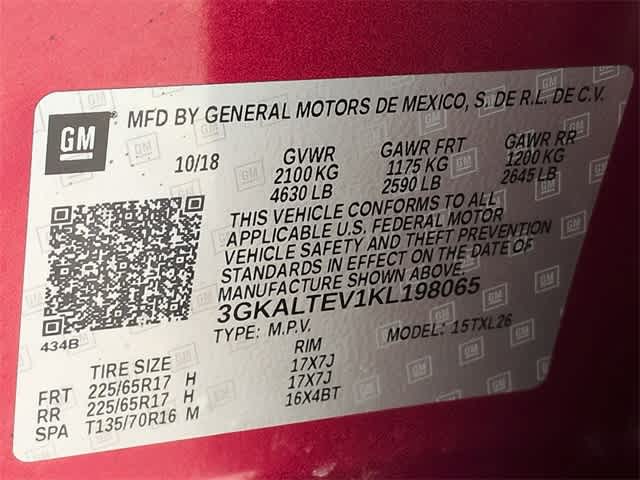 GM
MFD BY GENERAL MOTORS DE MEXICO, S. DE R.L. DE C.V.
10/18 GVWR GAWR FRT GAWR RR
2100 KG 1175 KG 1200 KG
4630 LB 2590 LB 2645 LB
THIS VEHICLE CONFORMS TO ALL
APPLICABLE U.S. FEDERAL MOTOR
VEHICLE SAFETY AND THEFT PREVENTION
STANDARDS IN EFFECT ON THE DATE OF
MANUFACTURE SHOWN ABOVE.
3GKALTEV1KL198065
434B
TYPE: M.P.V. MODEL: 15TXL26
TIRE SIZE RIM
FRT 225/65R17 H 17X7J
RR 225/65R17 H 17X7J
SPA T135/70R16 M 16X4BT